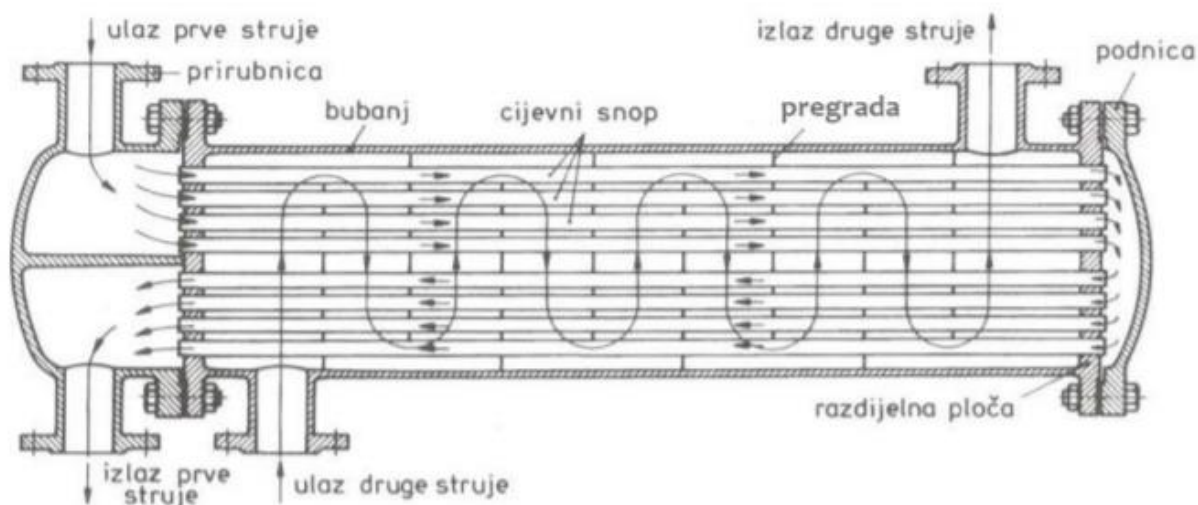 ulaz prve struje
izlaz druge struje
prirubnica
podnica
bubanj
cijevni snop
pregrada
razdijelna ploča
izlaz prve
struje
ulaz druge struje